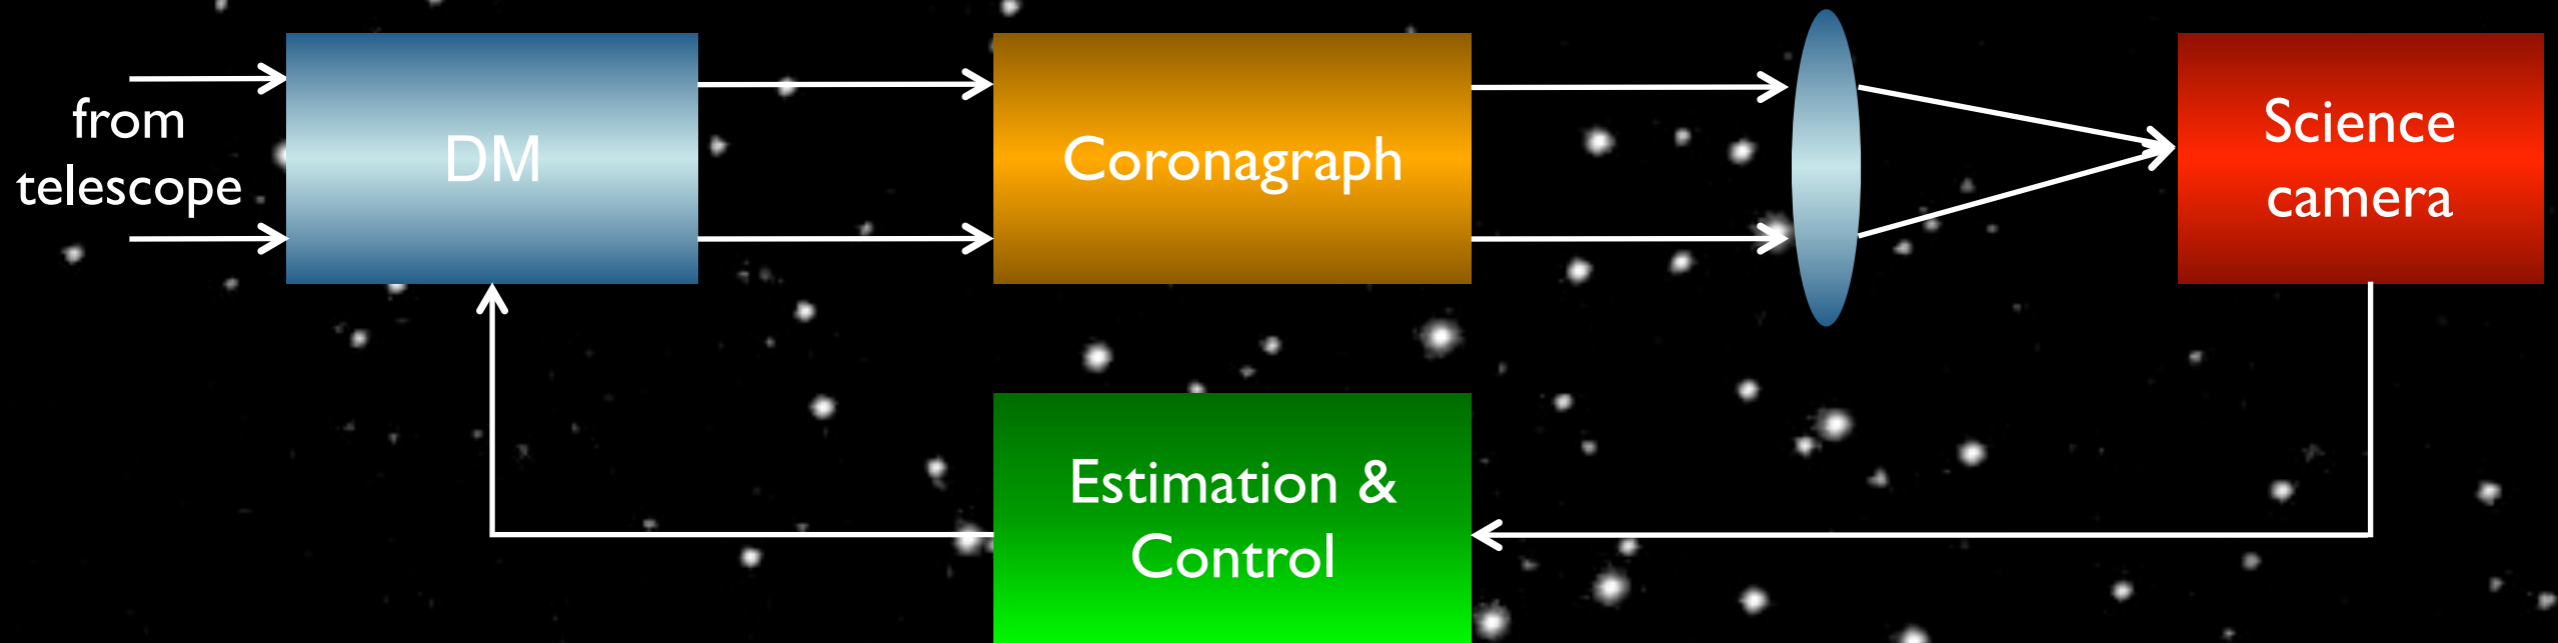 from
telescope
DM
Coronagraph
Science
camera
Estimation &
Control